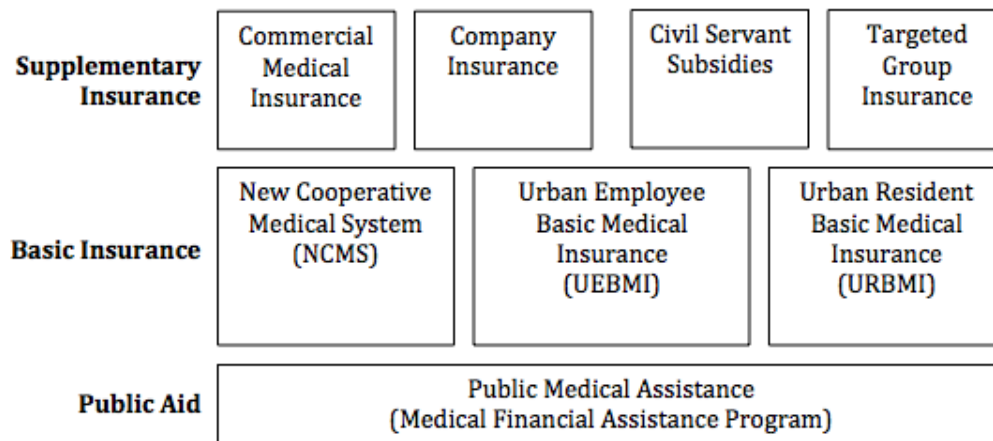 Supplementary
Insurance
Commercial
Medical
Insurance
Company
Insurance
Civil Servant
Subsidies
Targeted
Group
Insurance
Basic Insurance
New Cooperative
Medical System
(NCMS)
Urban Employee
Basic Medical
Insurance
(UEBMI)
Urban Resident
Basic Medical
Insurance
(URBMI)
Public Aid
Public Medical Assistance
(Medical Financial Assistance Program)